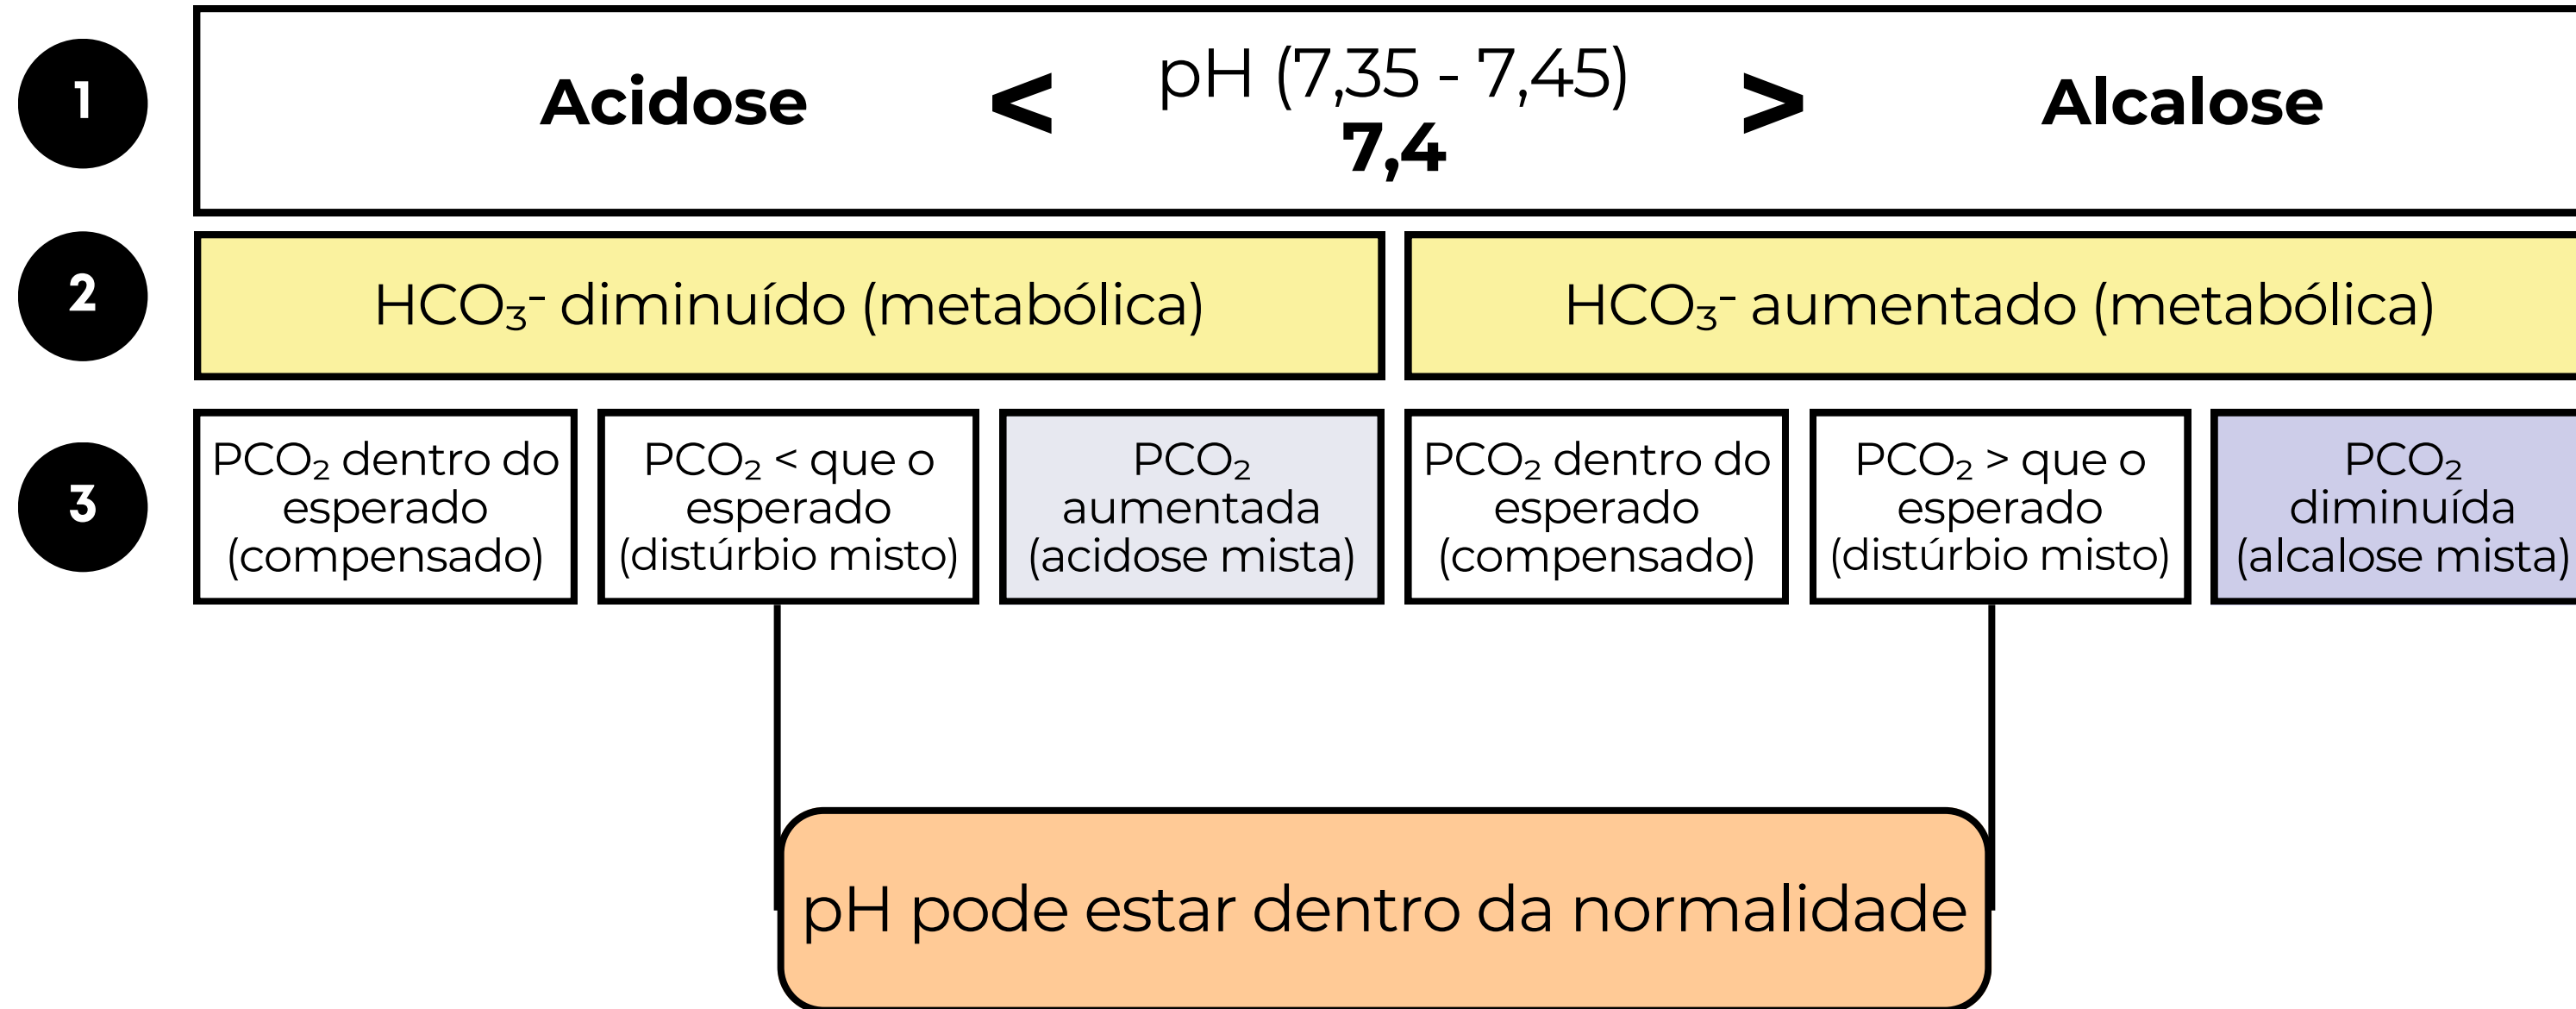 1
Acidose < pH (7,35 - 7,45) > Alcalose
7,4
2
HCO₃⁻ diminuído (metabólica)
HCO₃⁻ aumentado (metabólica)
3
PCO₂ dentro do
esperado
(compensado)
PCO₂ < que o
esperado
(distúrbio misto)
PCO₂
aumentada
(acidose mista)
PCO₂ dentro do
esperado
(compensado)
PCO₂ > que o
esperado
(distúrbio misto)
PCO₂
diminuída
(alcalose mista)
pH pode estar dentro da normalidade